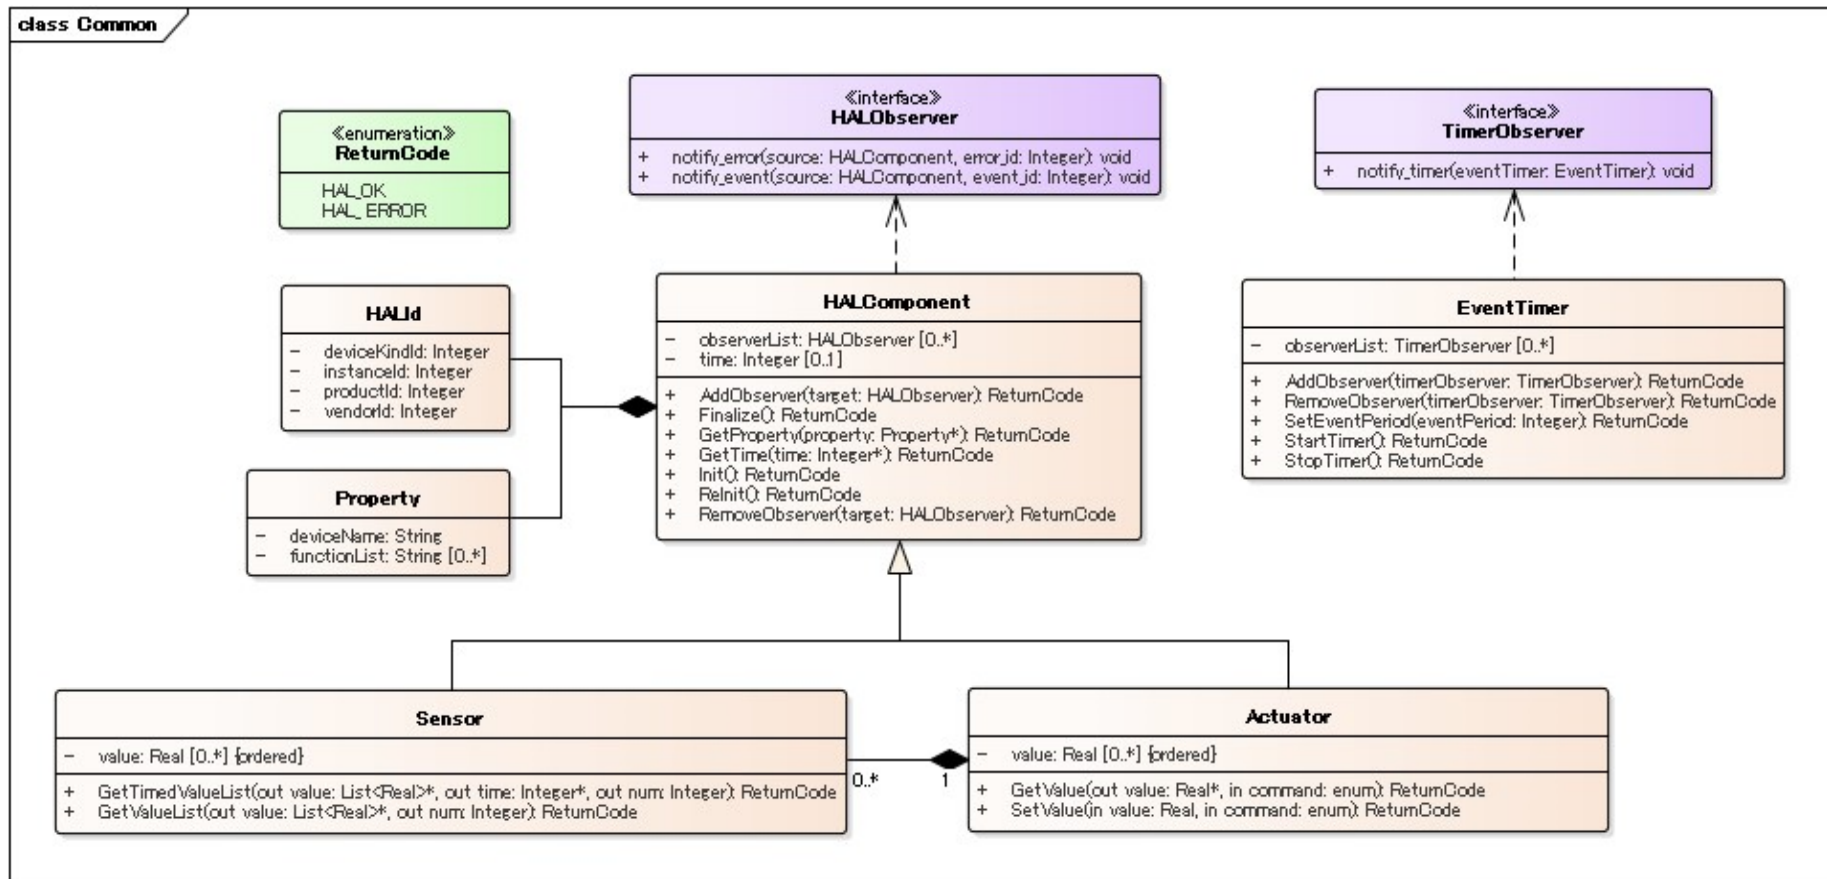 class Common
«enumeration»
ReturnCode
HAL_OK
HAL_ERROR
«interface»
HALObserver
+ notify_error(source: HALComponent, error_id: Integer): void
+ notify_event(source: HALComponent, event_id: Integer): void
«interface»
TimerObserver
+ notify_timer(eventTimer: EventTimer): void
HALId
- deviceKindId: Integer
- instanceId: Integer
- productId: Integer
- vendorId: Integer
Property
- deviceName: String
- functionList: String [0..*]
HALComponent
- observerList: HALObserver [0..*]
- time: Integer [0..1]
+ AddObserver(target: HALObserver): ReturnCode
+ Finalize(): ReturnCode
+ GetProperty(property: Property*): ReturnCode
+ GetTime(time: Integer*): ReturnCode
+ Init(): ReturnCode
+ ReInit(): ReturnCode
+ RemoveObserver(target: HALObserver): ReturnCode
EventTimer
- observerList: TimerObserver [0..*]
+ AddObserver(timerObserver: TimerObserver): ReturnCode
+ RemoveObserver(timerObserver: TimerObserver): ReturnCode
+ SetEventPeriod(eventPeriod: Integer): ReturnCode
+ StartTimer(): ReturnCode
+ StopTimer(): ReturnCode
Sensor
- value: Real [0..*] {ordered}
+ GetTimedValueList(out value: List<Real>*, out time: Integer*, out num: Integer): ReturnCode
+ GetValueList(out value: List<Real>*, out num: Integer): ReturnCode
0..*
1
Actuator
- value: Real [0..*] {ordered}
+ GetValue(out value: Real*, in command: enum): ReturnCode
+ SetValue(in value: Real, in command: enum): ReturnCode